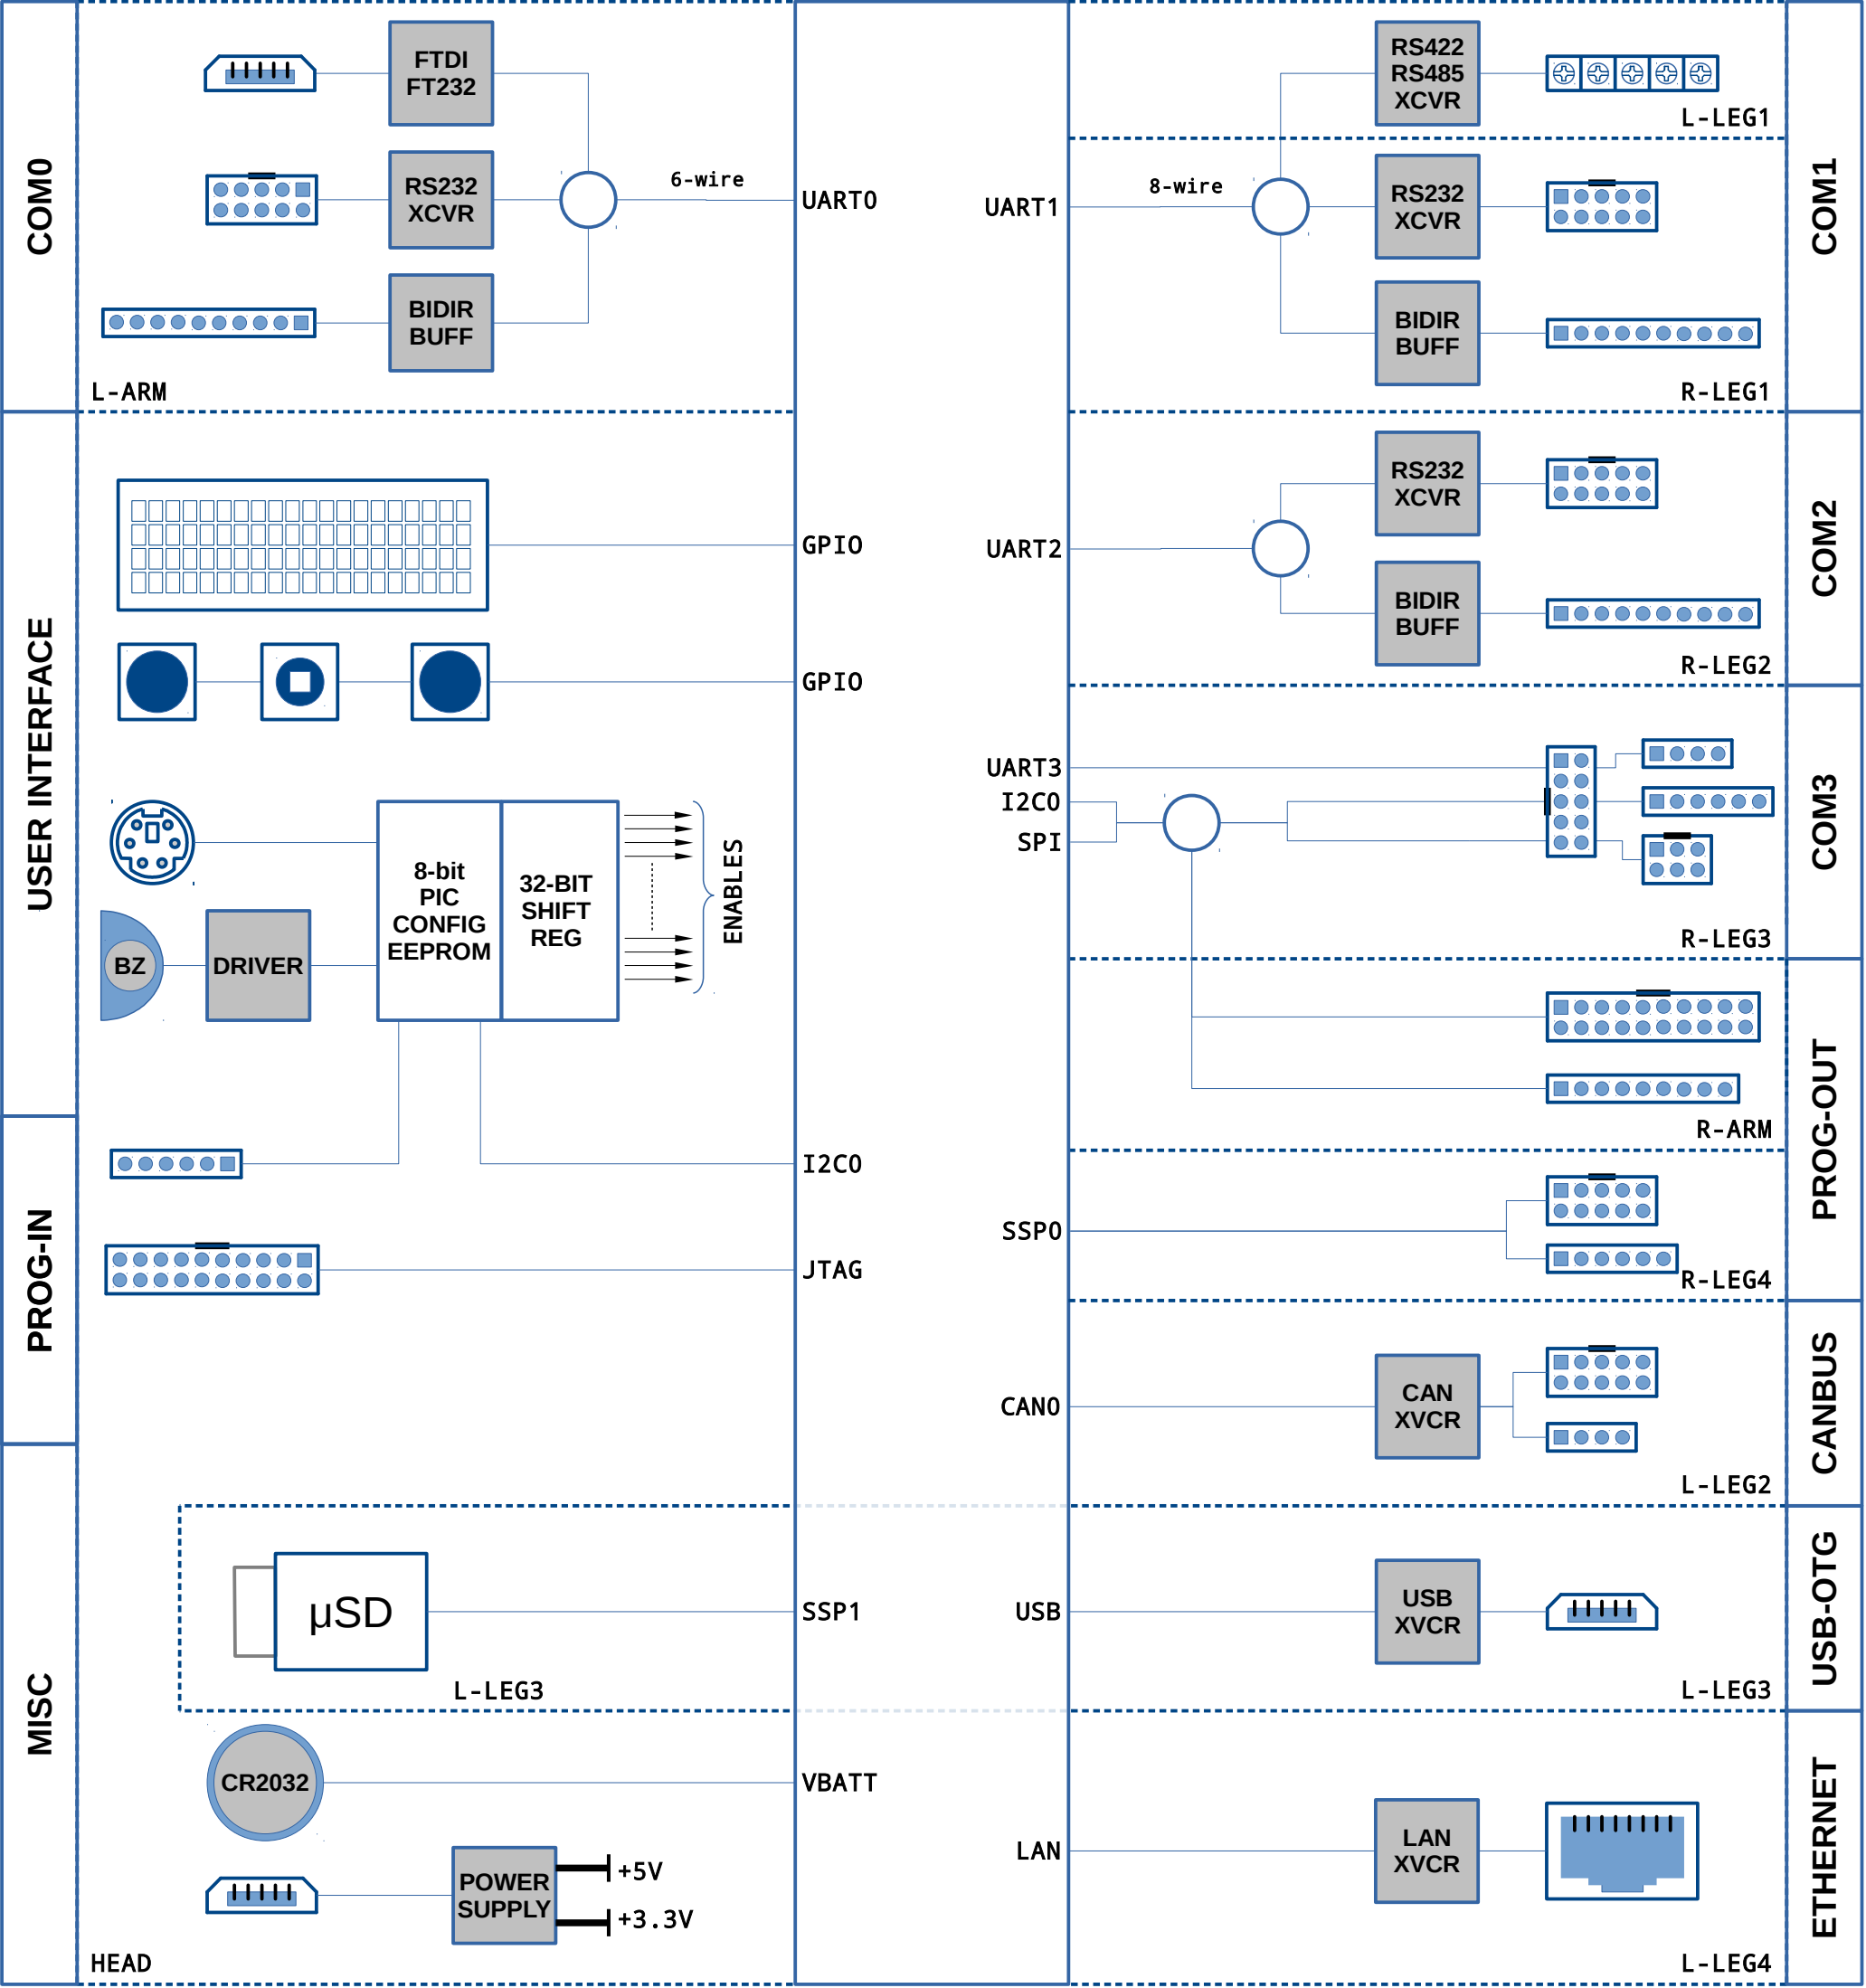 COM0
FTDI
FT232
RS232
XCVR
BIDIR
BUFF
6-wire
UART0
L-ARM
USER INTERFACE
GPIO
GPIO
8-bit
PIC
CONFIG
EEPROM
32-BIT
SHIFT
REG
ENABLES
BZ
DRIVER
PROG-IN
I2C0
JTAG
MISC
µSD
SSP1
L-LEG3
CR2032
VBATT
POWER
SUPPLY
+5V
+3.3V
HEAD
COM1
RS422
RS485
XCVR
L-LEG1
UART1
8-wire
RS232
XCVR
BIDIR
BUFF
R-LEG1
COM2
RS232
XCVR
UART2
BIDIR
BUFF
R-LEG2
COM3
UART3
I2C0
SPI
R-LEG3
PROG-OUT
R-ARM
SSP0
R-LEG4
CANBUS
CAN0
CAN
XVCR
L-LEG2
USB-OTG
USB
USB
XVCR
L-LEG3
ETHERNET
LAN
LAN
XVCR
L-LEG4